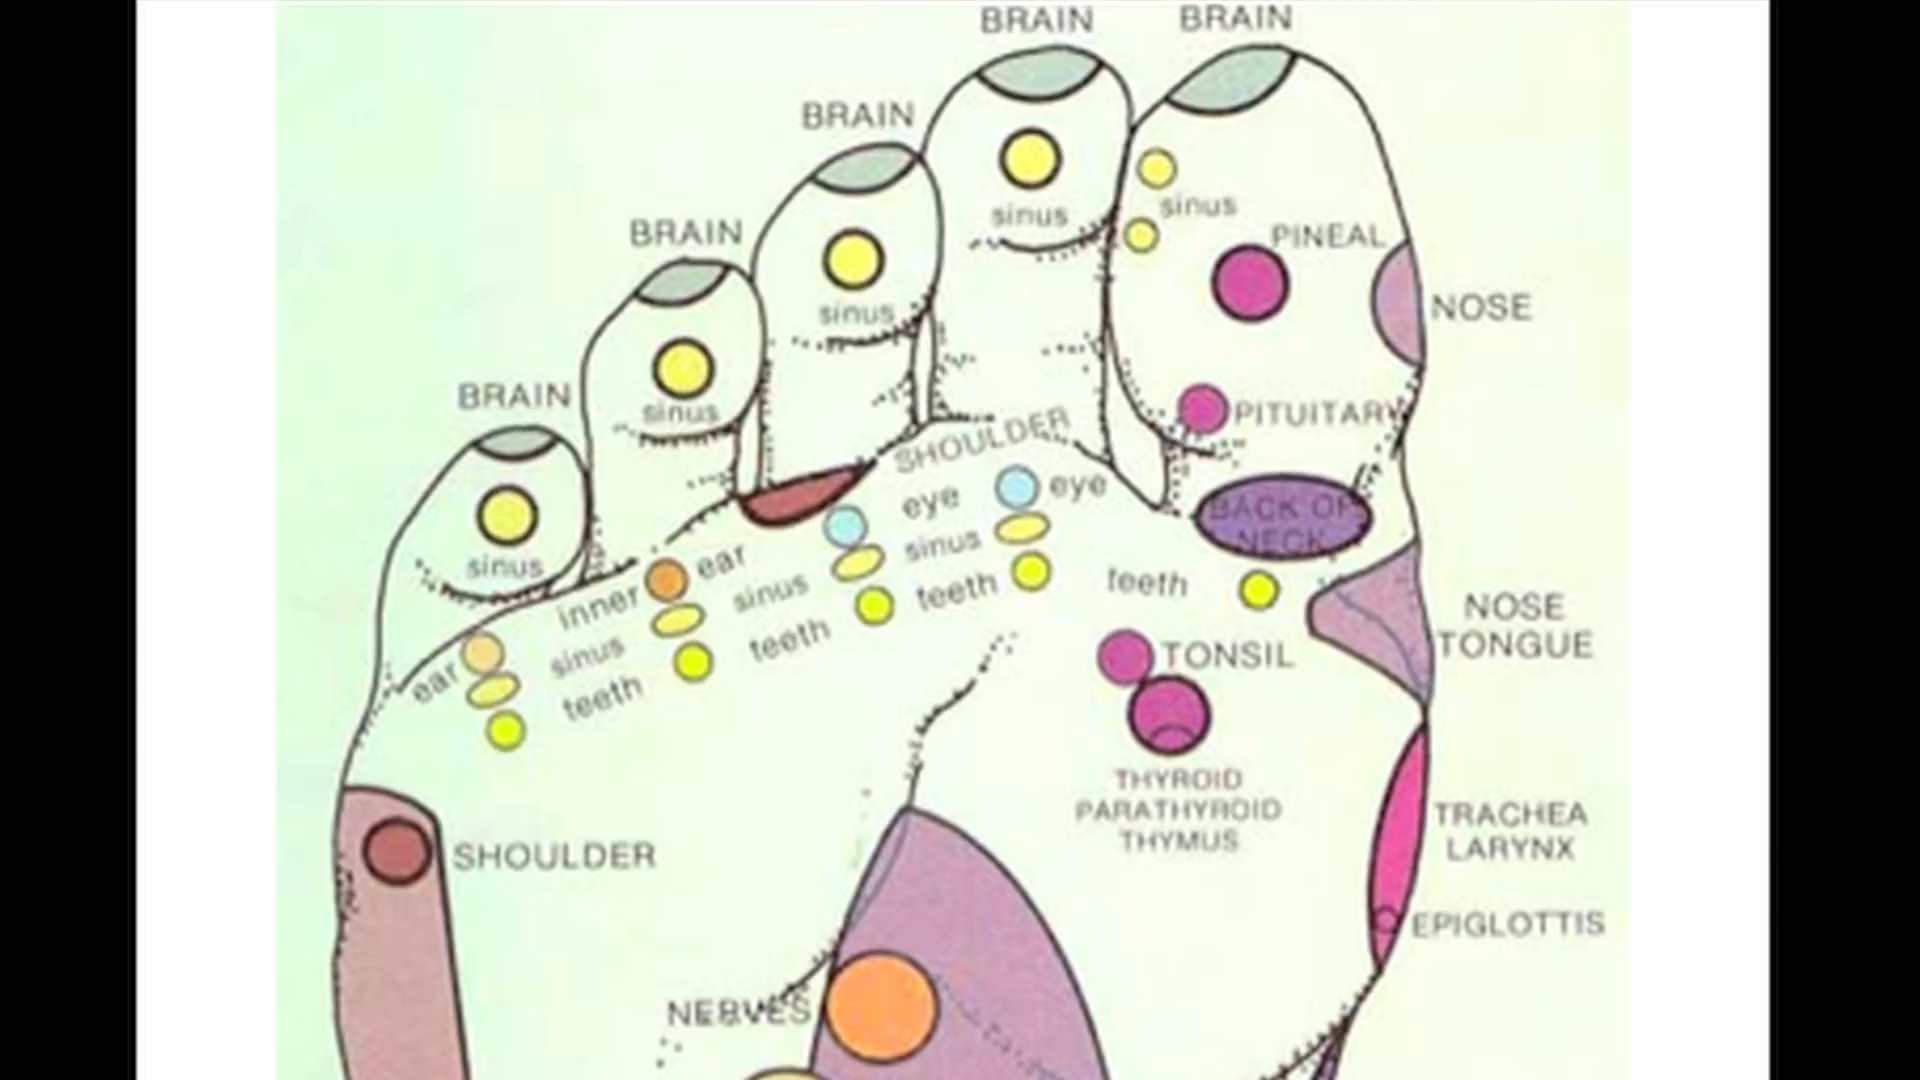 BRAIN
BRAIN
BRAIN
BRAIN
BRAIN
sinus
sinus
sinus
sinus
sinus
PINEAL
NOSE
PITUITARY
SHOULDER
eye
eye
BACK OF
NECK
ear
inner
sinus
sinus
sinus
ear
teeth
teeth
teeth
teeth
NOSE
TONGUE
TONSIL
THYROID
PARATHYROID
THYMUS
TRACHEA
LARYNX
SHOULDER
EPIGLOTTIS
NERVES